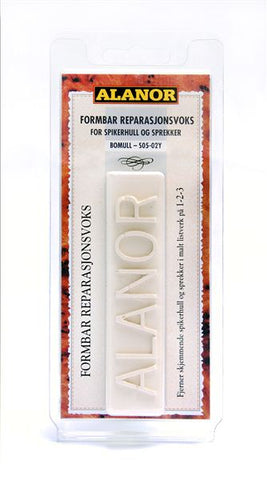 ALANOR
FORMBAR REPARASJONSVOKS
FOR SPIKERHULL OG SPREKKER
BOMULL – S05-02Y
FORMBAR REPARASJONSVOKS
ALANOR
Fjerner skjemmende spikerhull og sprekker i malt listverk på 1-2-3